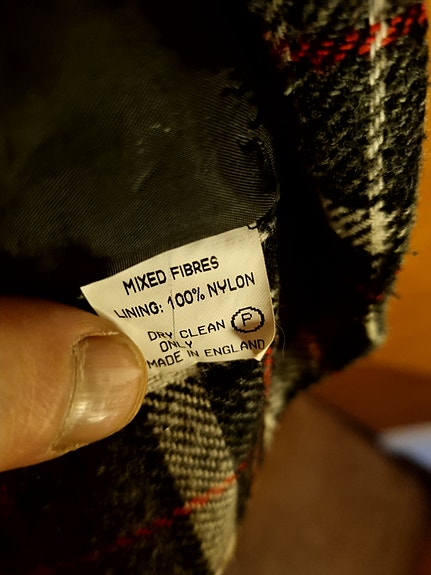 MIXED FIBRES
LINING: 100% NYLON
DRY CLEAN P
ONLY
MADE IN ENGLAND